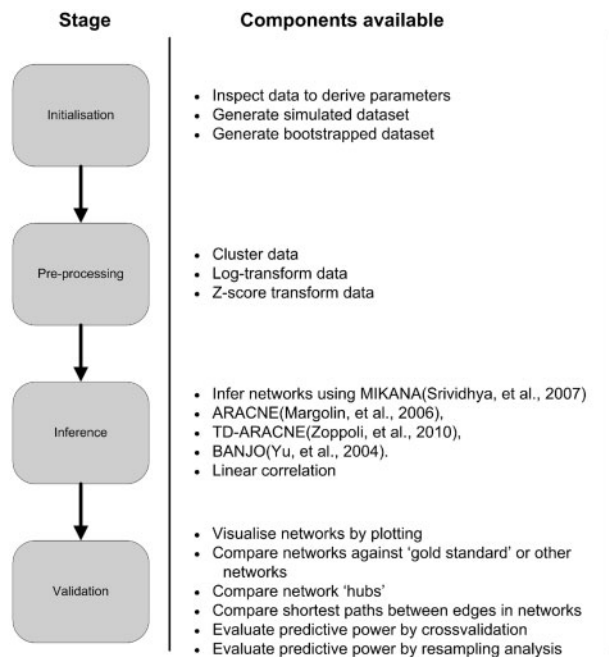 Stage
Components available
Initialisation
• Inspect data to derive parameters
• Generate simulated dataset
• Generate bootstrapped dataset
Pre-processing
• Cluster data
• Log-transform data
• Z-score transform data
Inference
• Infer networks using MIKANA(Srividhya, et al., 2007)
• ARACNE(Margolin, et al., 2006),
• TD-ARACNE(Zoppoli, et al., 2010),
• BANJO(Yu, et al., 2004).
• Linear correlation
Validation
• Visualise networks by plotting
• Compare networks against ‘gold standard’ or other
networks
• Compare network ‘hubs’
• Compare shortest paths between edges in networks
• Evaluate predictive power by crossvalidation
• Evaluate predictive power by resampling analysis